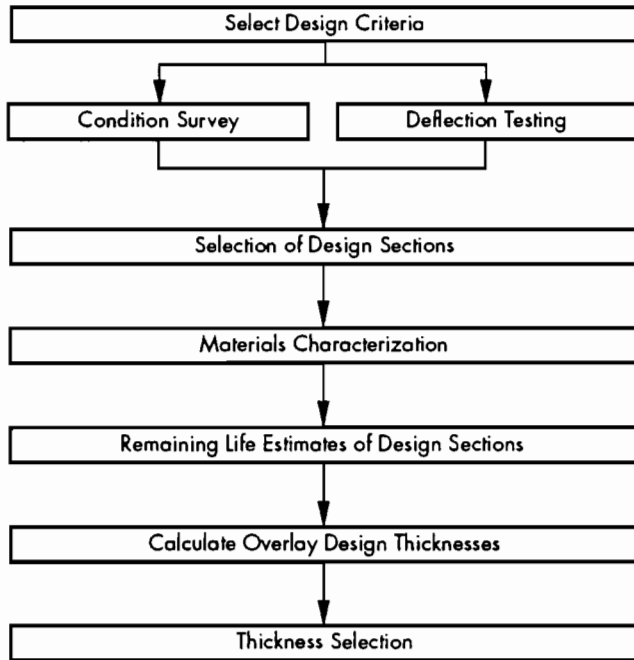 Select Design Criteria
Condition Survey
Deflection Testing
Selection of Design Sections
Materials Characterization
Remaining Life Estimates of Design Sections
Calculate Overlay Design Thicknesses
Thickness Selection